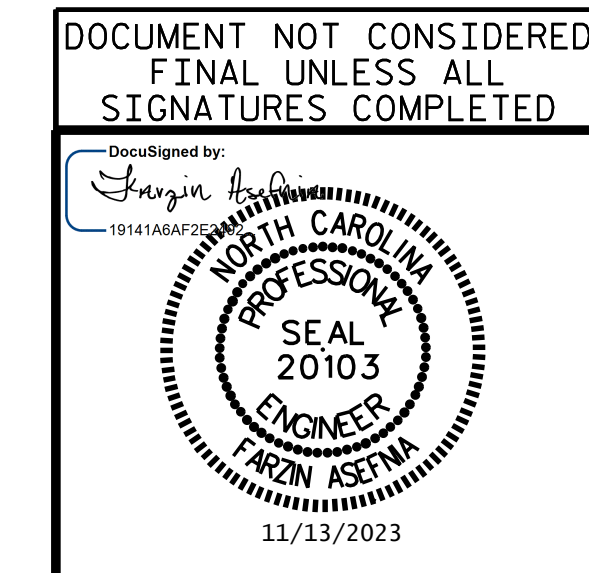 DOCUMENT NOT CONSIDERED
FINAL UNLESS ALL
SIGNATURES COMPLETED
DocuSigned by:
Farzin Asefnia
19141A6AF2E2492...
NORTH CAROLINA
PROFESSIONAL
SEAL
20103
ENGINEER
FARZIN ASEFNIA
11/13/2023